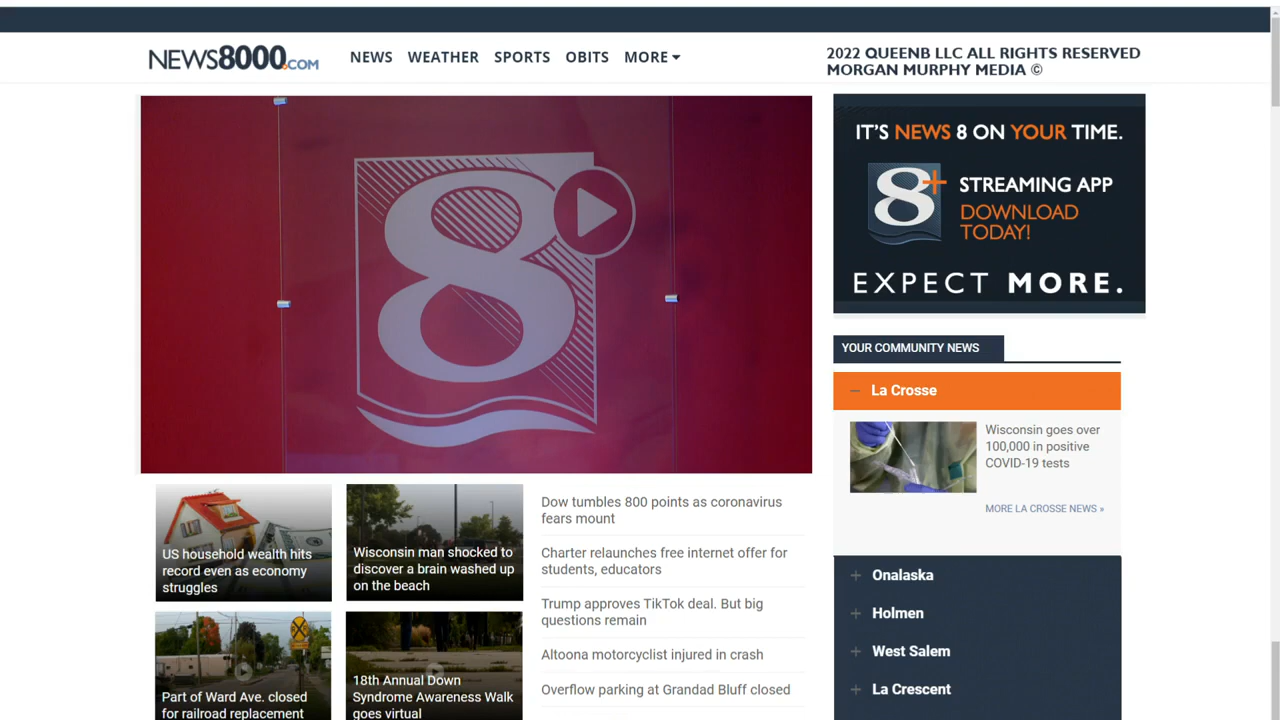 NEWS8000.COM
NEWS
WEATHER
SPORTS
OBITS
MORE
2022 QUEENB LLC ALL RIGHTS RESERVED
MORGAN MURPHY MEDIA ©
8
IT'S NEWS 8 ON YOUR TIME.
8+
STREAMING APP
DOWNLOAD
TODAY!
EXPECT MORE.
YOUR COMMUNITY NEWS
La Crosse
Wisconsin goes over
100,000 in positive
COVID-19 tests
MORE LA CROSSE NEWS »
Onalaska
Holmen
West Salem
La Crescent
US household wealth hits
record even as economy
struggles
Wisconsin man shocked to
discover a brain washed up
on the beach
Part of Ward Ave. closed
for railroad replacement
18th Annual Down
Syndrome Awareness Walk
goes virtual
Dow tumbles 800 points as coronavirus
fears mount
Charter relaunches free internet offer for
students, educators
Trump approves TikTok deal. But big
questions remain
Altoona motorcyclist injured in crash
Overflow parking at Grandad Bluff closed